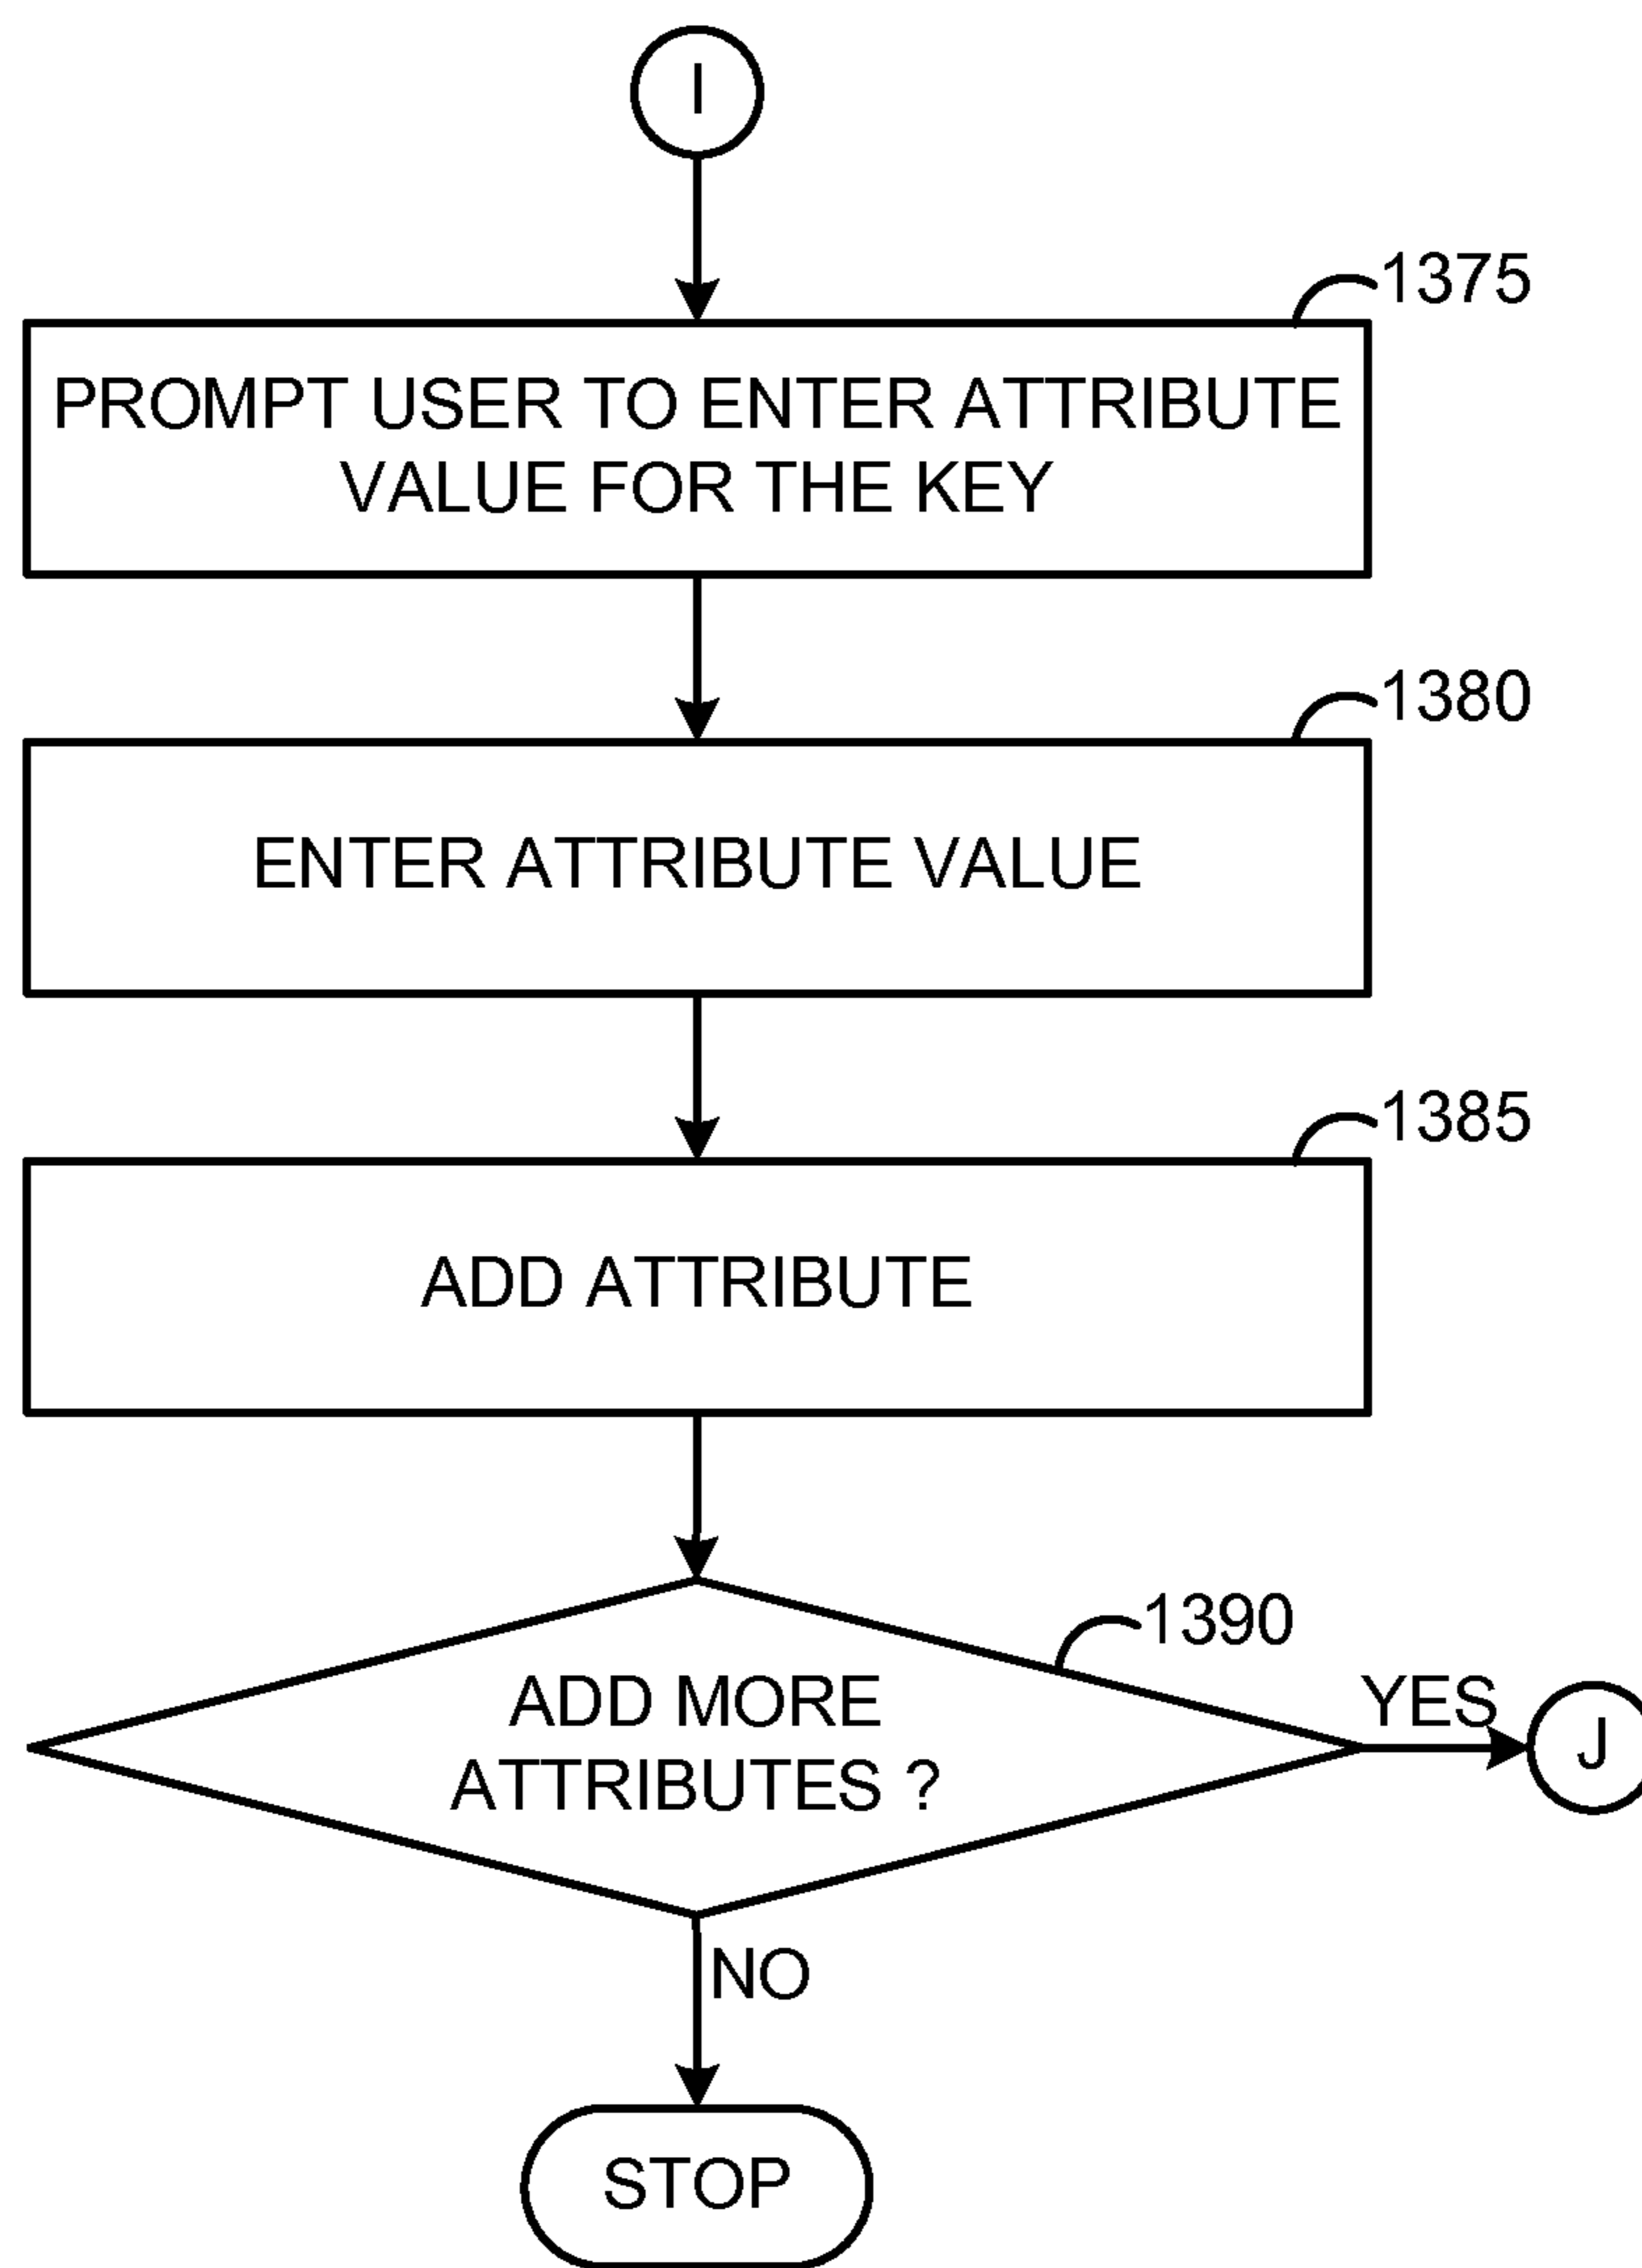 I
1375
PROMPT USER TO ENTER ATTRIBUTE
VALUE FOR THE KEY
1380
ENTER ATTRIBUTE VALUE
1385
ADD ATTRIBUTE
1390
ADD MORE
ATTRIBUTES ?
YES
J
NO
STOP